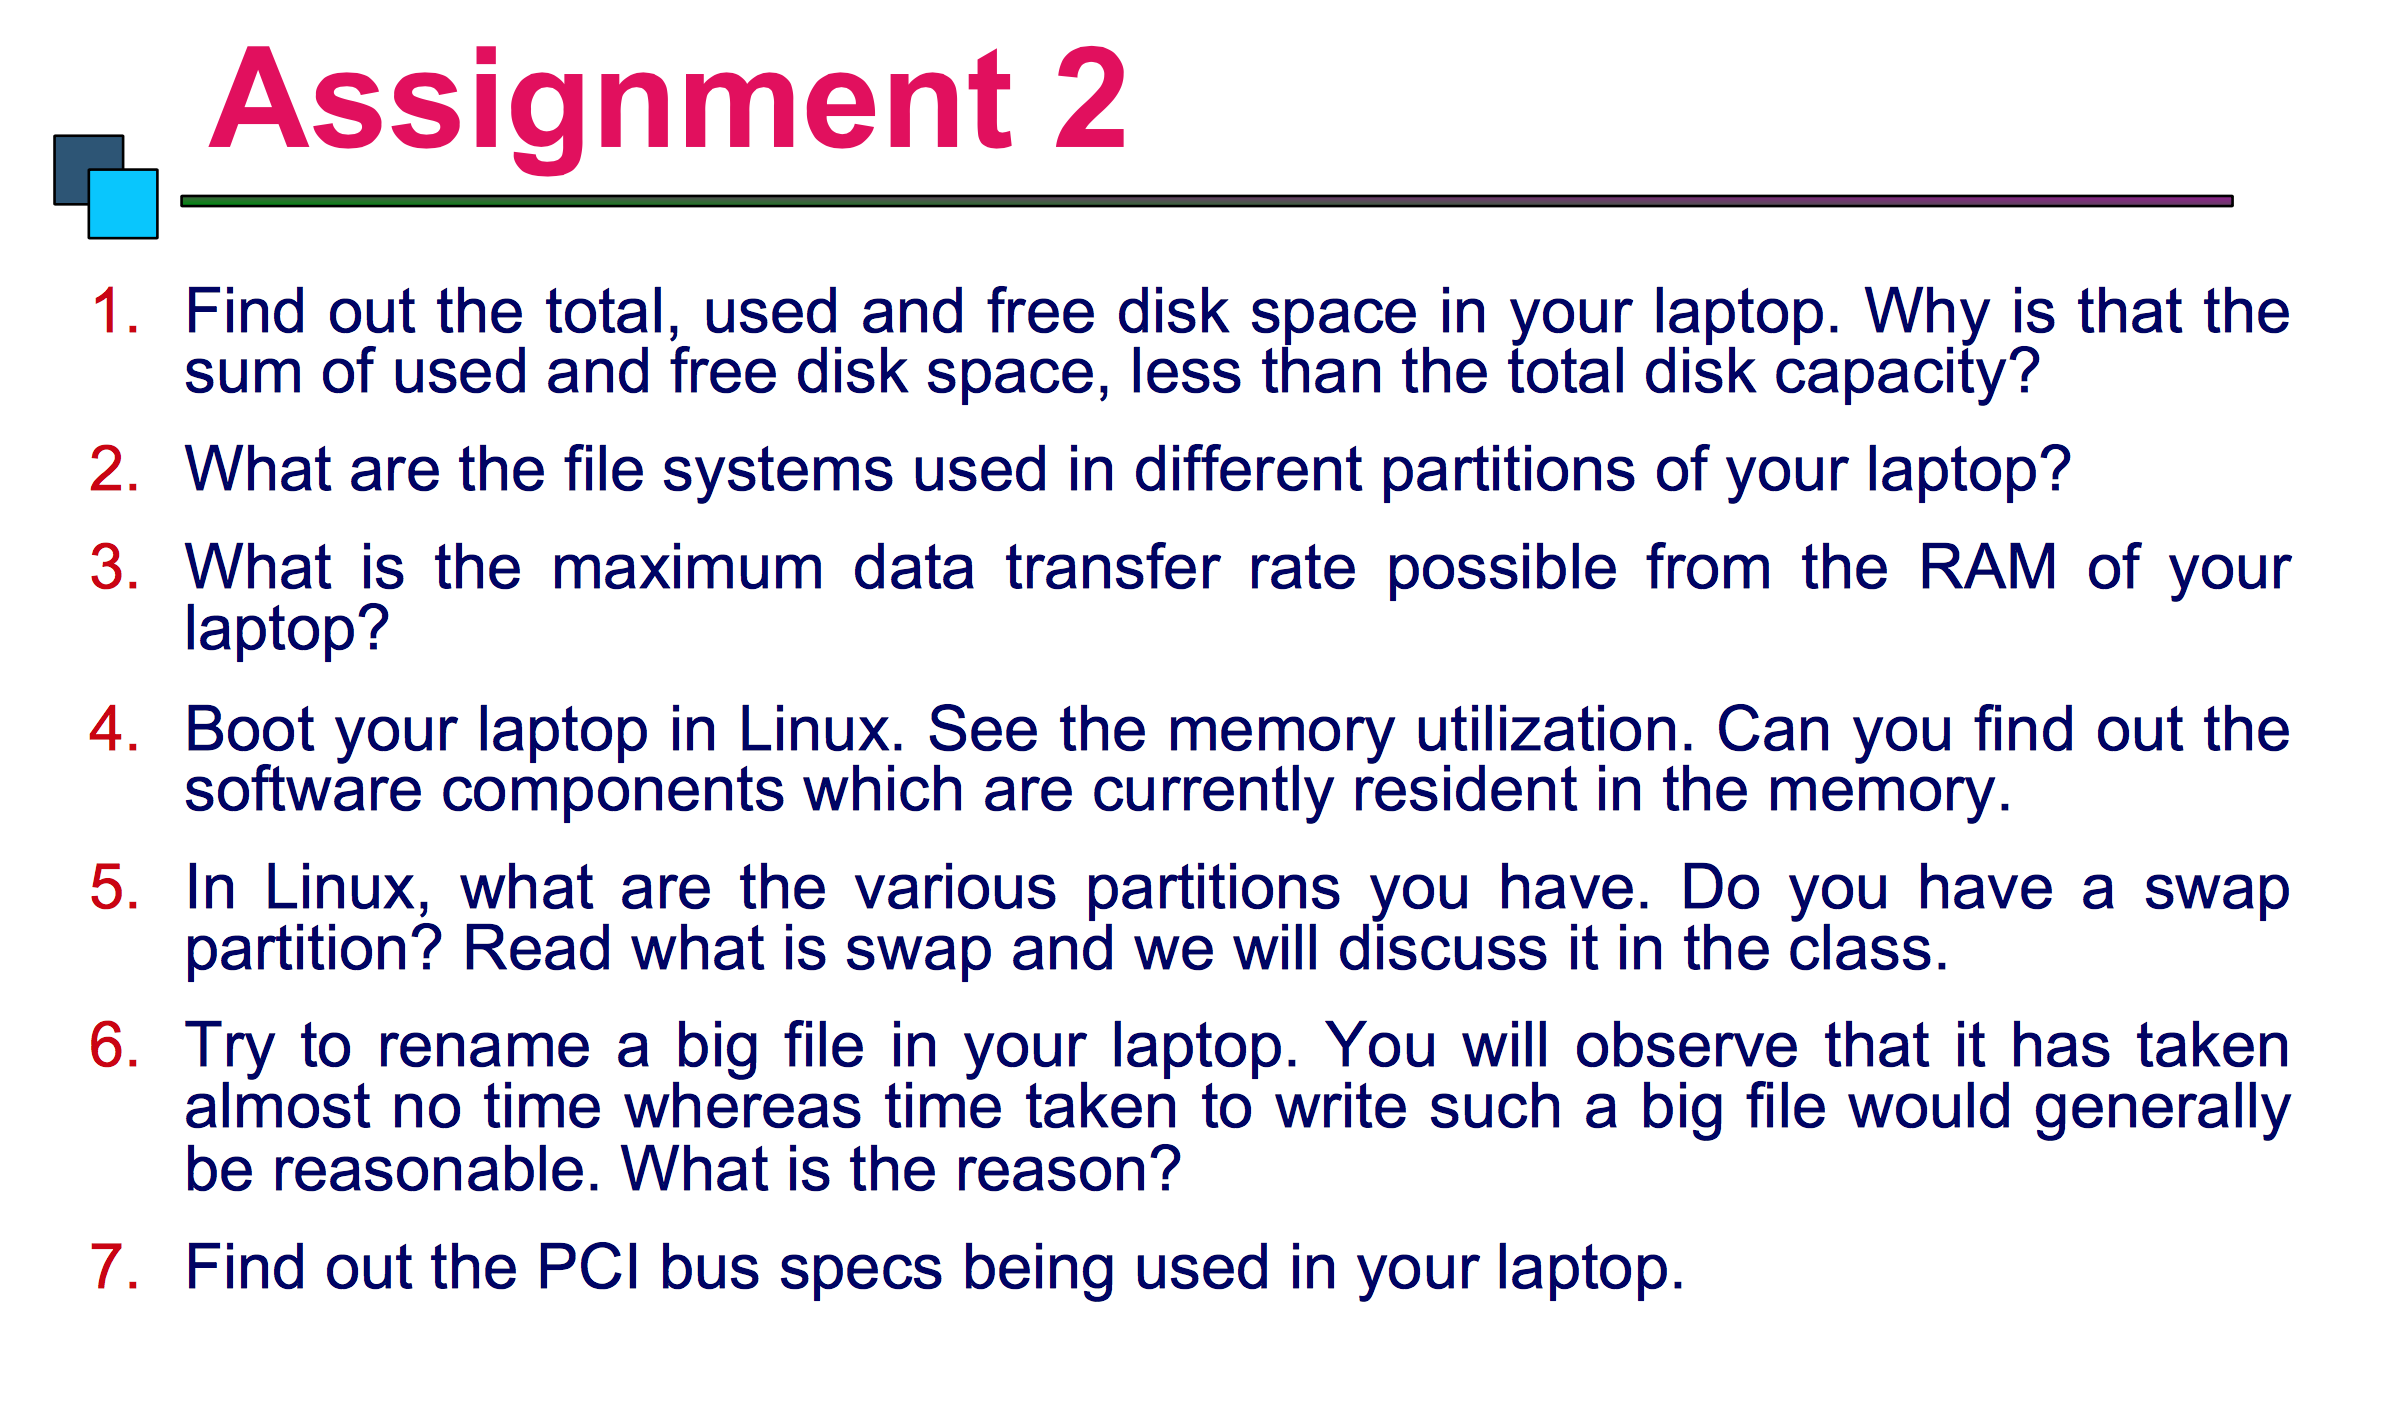 Assignment 2
1. Find out the total, used and free disk space in your laptop. Why is that the
sum of used and free disk space, less than the total disk capacity?
2. What are the file systems used in different partitions of your laptop?
3. What is the maximum data transfer rate possible from the RAM of your
laptop?
4. Boot your laptop in Linux. See the memory utilization. Can you find out the
software components which are currently resident in the memory.
5. In Linux, what are the various partitions you have. Do you have a swap
partition? Read what is swap and we will discuss it in the class.
6. Try to rename a big file in your laptop. You will observe that it has taken
almost no time whereas time taken to write such a big file would generally
be reasonable. What is the reason?
7. Find out the PCI bus specs being used in your laptop.